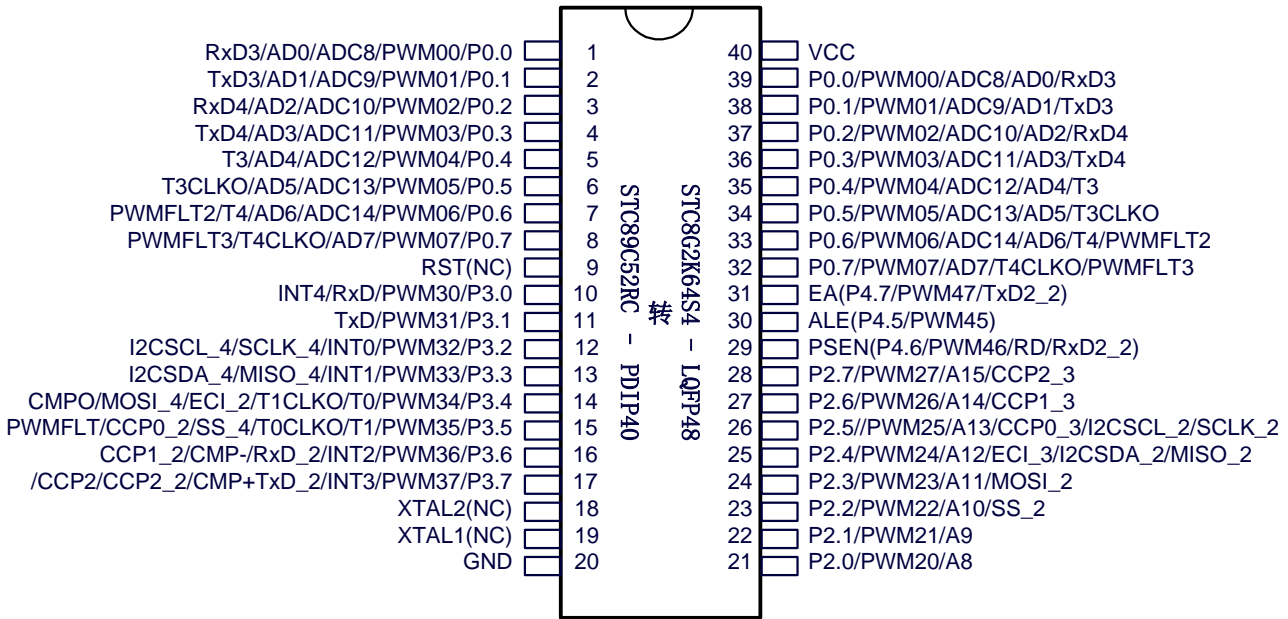 RxD3/AD0/ADC8/PWM00/P0.0 1 40 VCC
TxD3/AD1/ADC9/PWM01/P0.1 2 39 P0.0/PWM00/ADC8/AD0/RxD3
RxD4/AD2/ADC10/PWM02/P0.2 3 38 P0.1/PWM01/ADC9/AD1/TxD3
TxD4/AD3/ADC11/PWM03/P0.3 4 37 P0.2/PWM02/ADC10/AD2/RxD4
T3/AD4/ADC12/PWM04/P0.4 5 36 P0.3/PWM03/ADC11/AD3/TxD4
T3CLKO/AD5/ADC13/PWM05/P0.5 6 35 P0.4/PWM04/ADC12/AD4/T3
PWMFLT2/T4/AD6/ADC14/PWM06/P0.6 7 34 P0.5/PWM05/ADC13/AD5/T3CLKO
PWMFLT3/T4CLKO/AD7/PWM07/P0.7 8 33 P0.6/PWM06/ADC14/AD6/T4/PWMFLT2
RST(NC) 9 32 P0.7/PWM07/AD7/T4CLKO/PWMFLT3
INT4/RxD/PWM30/P3.0 10 31 EA(P4.7/PWM47/TxD2_2)
TxD/PWM31/P3.1 11 30 ALE(P4.5/PWM45)
I2CSCL_4/SCLK_4/INT0/PWM32/P3.2 12 29 PSEN(P4.6/PWM46/RD/RxD2_2)
I2CSDA_4/MISO_4/INT1/PWM33/P3.3 13 28 P2.7/PWM27/A15/CCP2_3
CMPO/MOSI_4/ECI_2/T1CLKO/T0/PWM34/P3.4 14 27 P2.6/PWM26/A14/CCP1_3
PWMFLT/CCP0_2/SS_4/T0CLKO/T1/PWM35/P3.5 15 26 P2.5//PWM25/A13/CCP0_3/I2CSCL_2/SCLK_2
CCP1_2/CMP-/RxD_2/INT2/PWM36/P3.6 16 25 P2.4/PWM24/A12/ECI_3/I2CSDA_2/MISO_2
/CCP2/CCP2_2/CMP+TxD_2/INT3/PWM37/P3.7 17 24 P2.3/PWM23/A11/MOSI_2
XTAL2(NC) 18 23 P2.2/PWM22/A10/SS_2
XTAL1(NC) 19 22 P2.1/PWM21/A9
GND 20 21 P2.0/PWM20/A8
STC8G2K64S4 - LQFP48
转
STC89C52RC - PDIP40